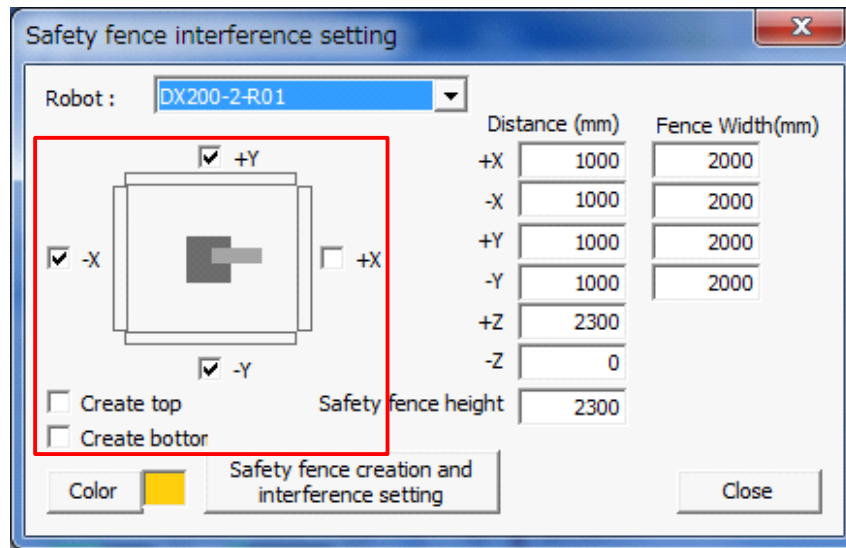 Safety fence interference setting
X
Robot : DX200-2-R01
Distance (mm) Fence Width(mm)
+Y +X 1000 2000
-X 1000 2000
-X +X +Y 1000 2000
-Y 1000 2000
+Z 2300
-Y -Z 0
Create top Safety fence height 2300
Create bottor
Color Safety fence creation and
interference setting Close